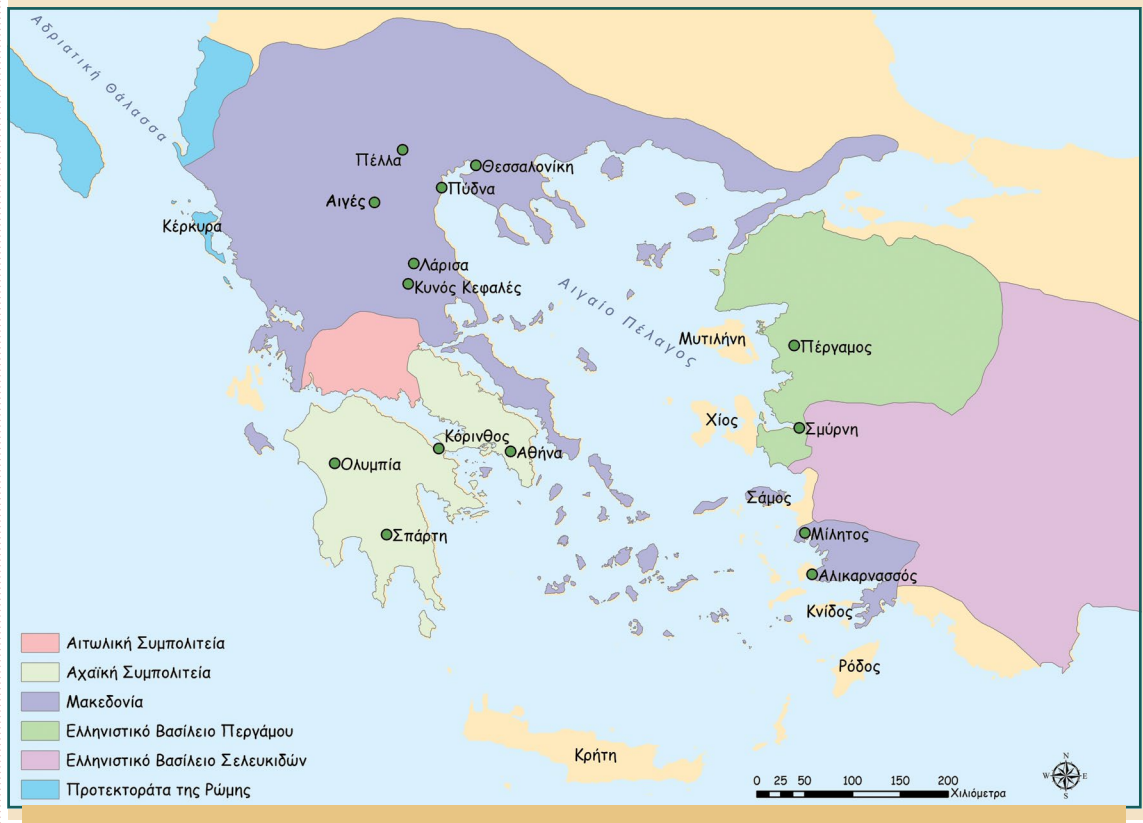 Αδριατική Θάλασσα
Πέλλα
Θεσσαλονίκη
Πύδνα
Αιγές
Κέρκυρα
Λάρισα
Κυνός Κεφαλές
Αιγαίο Πέλαγος
Μυτιλήνη
Πέργαμος
Χίος
Σμύρνη
Κόρινθος
Αθήνα
Ολυμπία
Σάμος
Σπάρτη
Μίλητος
Αλικαρνασσός
Κνίδος
Ρόδος
Κρήτη
Αιτωλική Συμπολιτεία
Αχαϊκή Συμπολιτεία
Μακεδονία
Ελληνιστικό Βασίλειο Περγάμου
Ελληνιστικό Βασίλειο Σελευκιδών
Προτεκτοράτα της Ρώμης
N
W E
S
0 25 50 100 150 200
Χιλιόμετρα